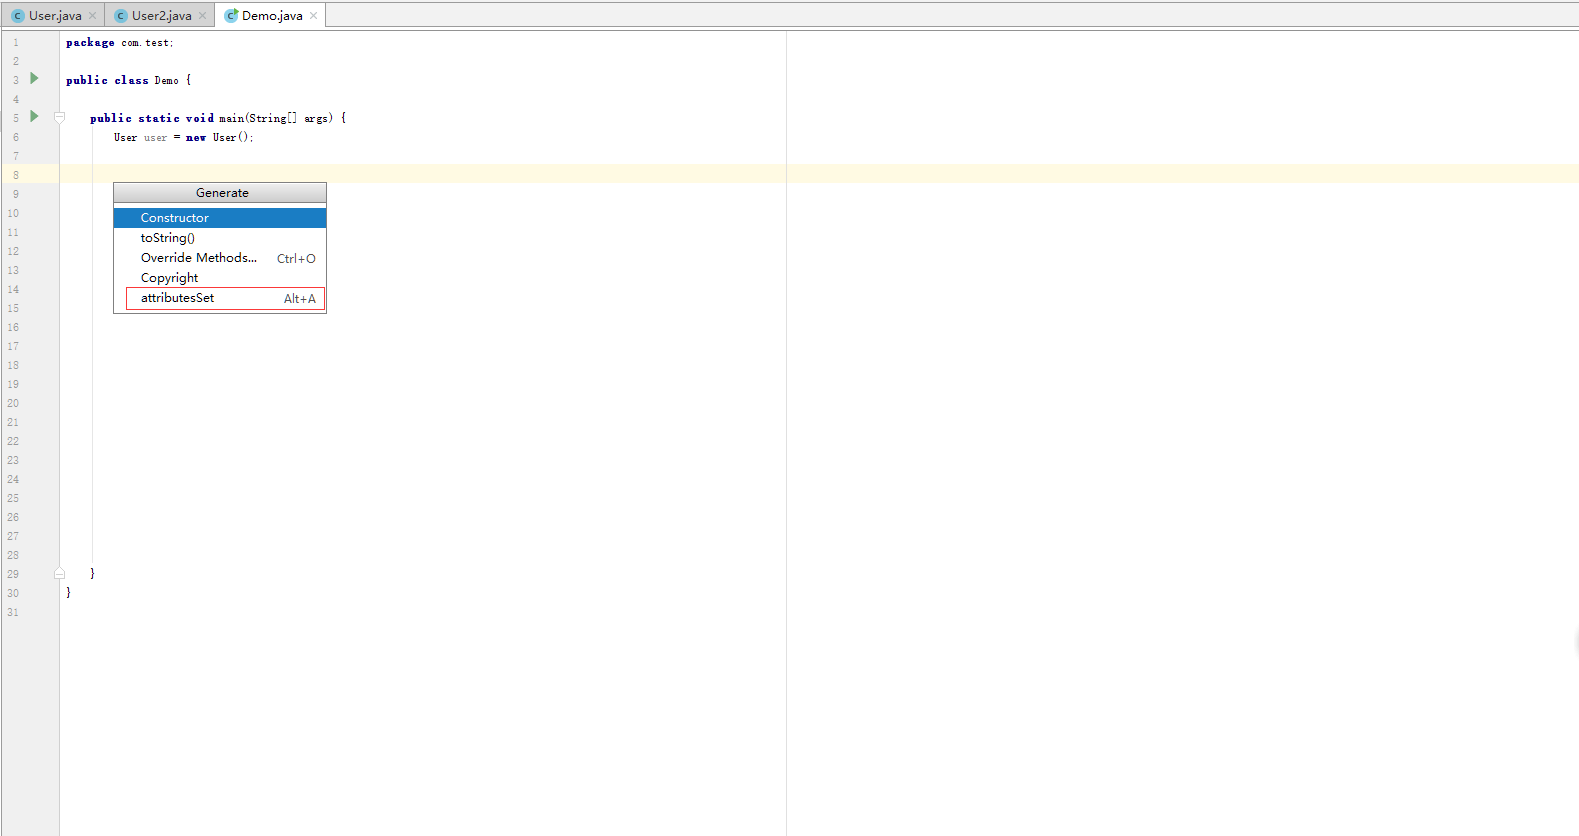 User.java User2.java Demo.java
1 package com.test;
2
3 public class Demo {
4
5 public static void main(String[] args) {
6 User user = new User();
7
8
9
10
11
12
13
14
15
16
17
18
19
20
21
22
23
24
25
26
27
28
29 }
30 }
31
Generate
Constructor
toString()
Override Methods... Ctrl+O
Copyright
attributesSet Alt+A